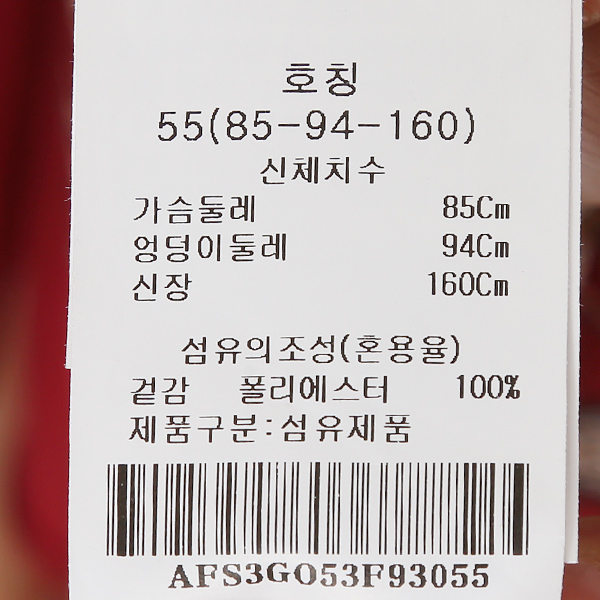 호칭
55(85-94-160)
신체치수
가슴둘레 85Cm
엉덩이둘레 94Cm
신장 160Cm
섬유의조성(혼용율)
겉감 폴리에스터 100%
제품구분:섬유제품
AFS3GO53F93055